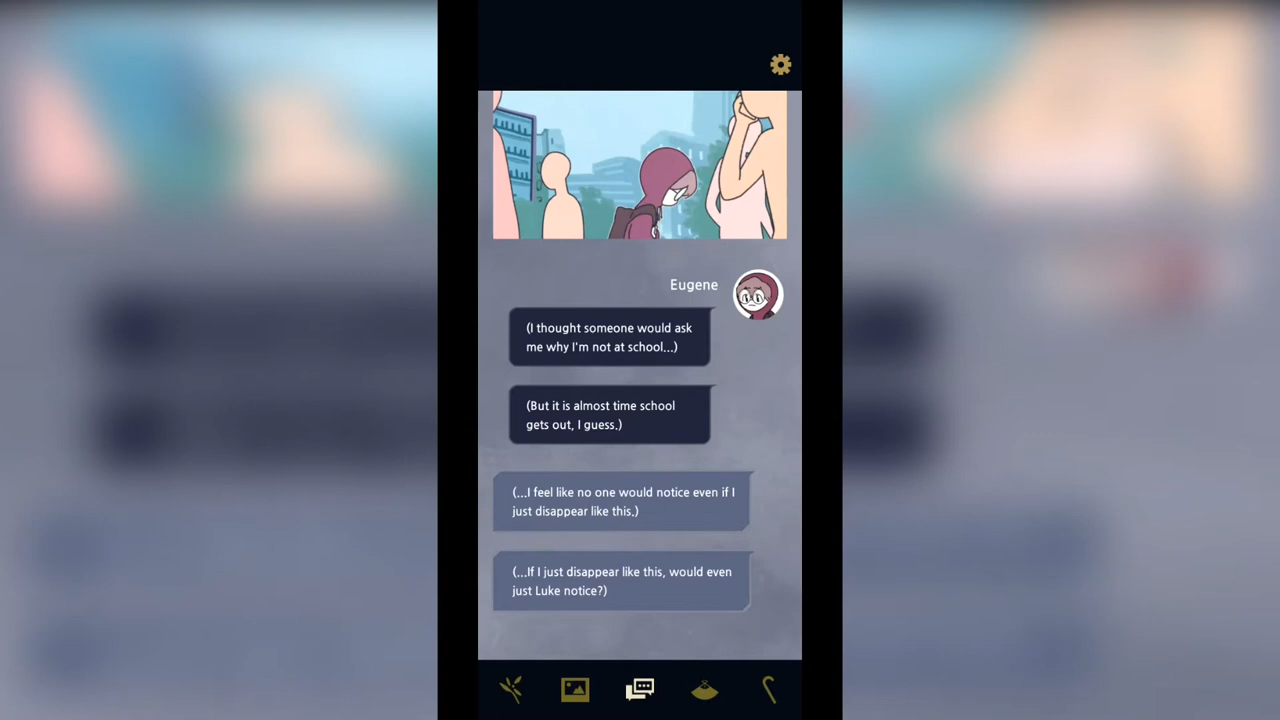 Eugene
(I thought someone would ask
me why I'm not at school...)
(But it is almost time school
gets out, I guess.)
(...I feel like no one would notice even if I
just disappear like this.)
(...If I just disappear like this, would even
just Luke notice?)